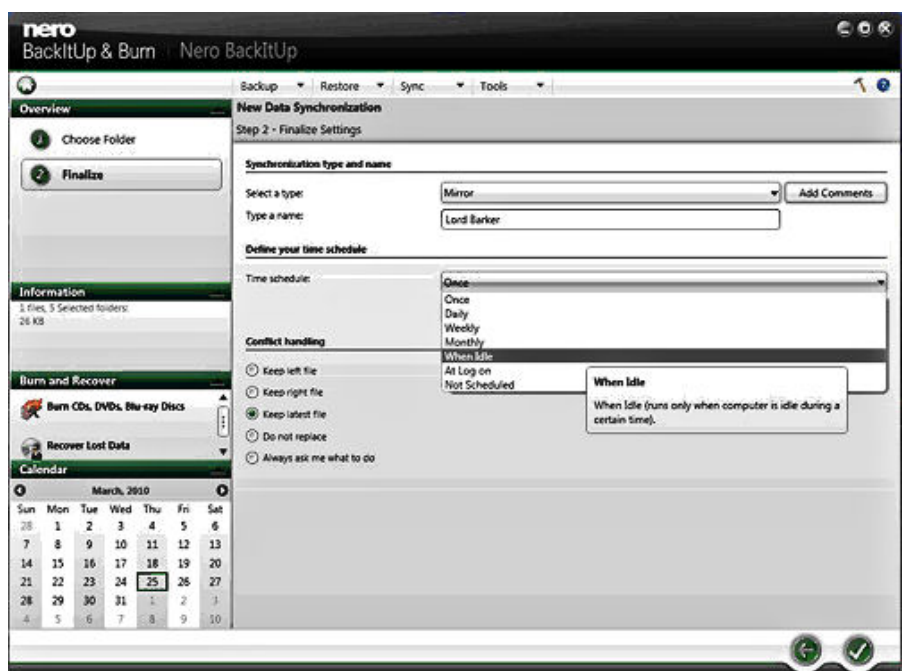 nero
BackItUp & Burn | Nero BackItUp
Backup Restore Sync Tools
Overview
1 Choose Folder
2 Finalize
New Data Synchronization
Step 2 - Finalize Settings
Synchronization type and name
Select a type: Mirror Add Comments
Type a name: Lord Barker
Define your time schedule
Time schedule: Once
Once
Daily
Weekly
Monthly
When Idle
At Log on
Not Scheduled
When Idle
When Idle (runs only when computer is idle during a
certain time).
Conflict handling
Keep left file
Keep right file
Keep latest file
Do not replace
Always ask me what to do
Information
1 files, 5 Selected folders:
26 KB
Burn and Recover
Burn CDs, DVDs, Blu-ray Discs
Recover Lost Data
Calendar
March, 2010
Sun Mon Tue Wed Thu Fri Sat
28 1 2 3 4 5 6
7 8 9 10 11 12 13
14 15 16 17 18 19 20
21 22 23 24 25 26 27
28 29 30 31 1 2 3
4 5 6 7 8 9 10